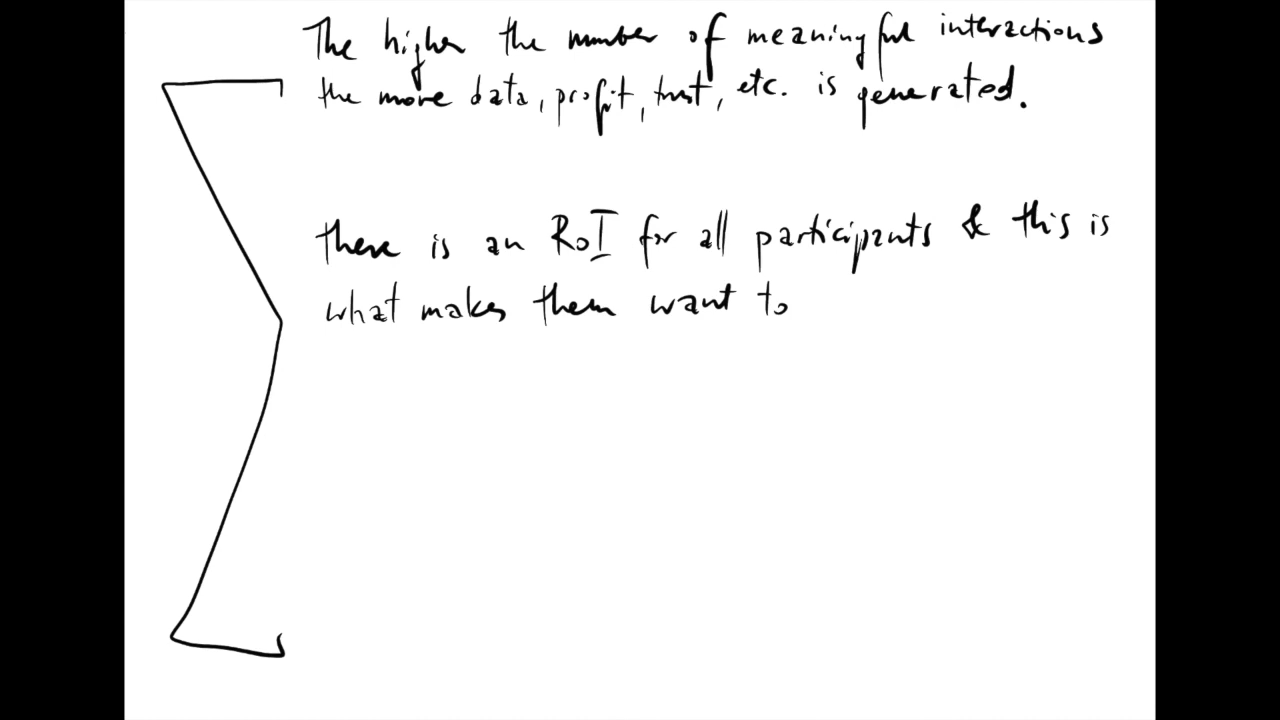 The higher the number of meaningful interactions
the more data, profit, trust, etc. is generated.
there is an RoI for all participants & this is
what makes them want to